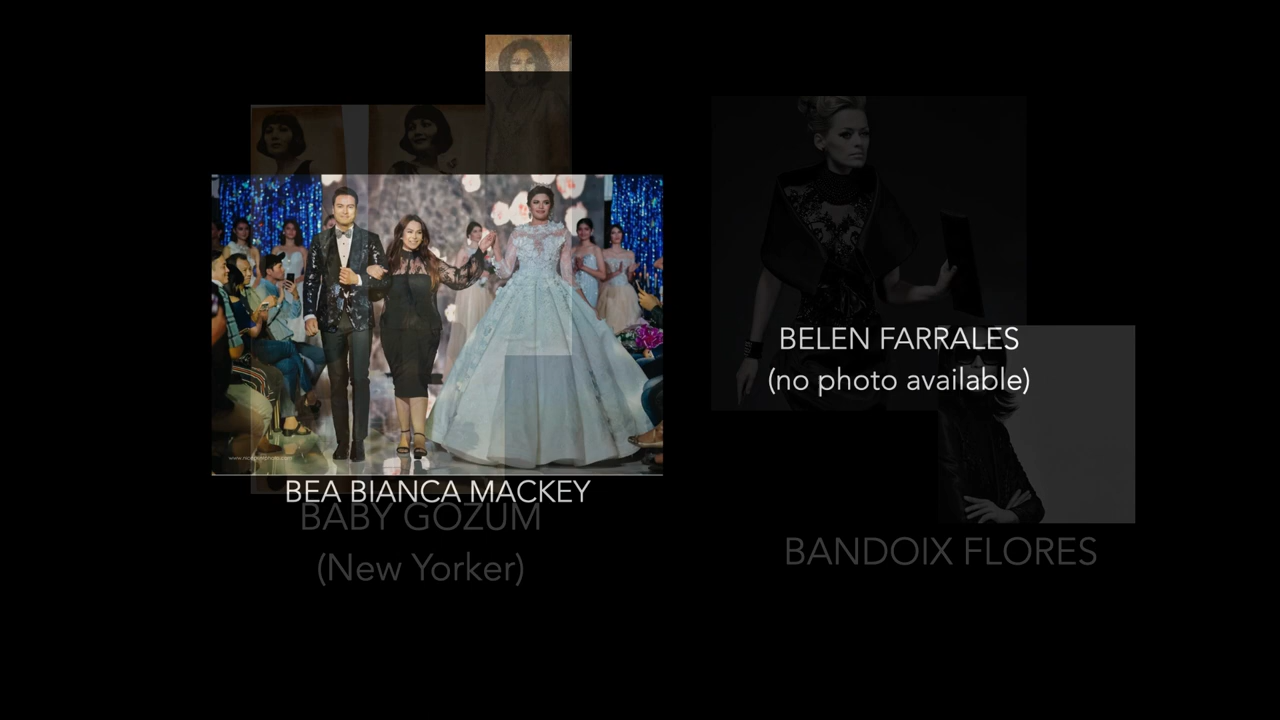 BEA BIANCA MACKEY
BABY GOZUM
(New Yorker)
BELEN FARRALES
(no photo available)
BANDOIX FLORES